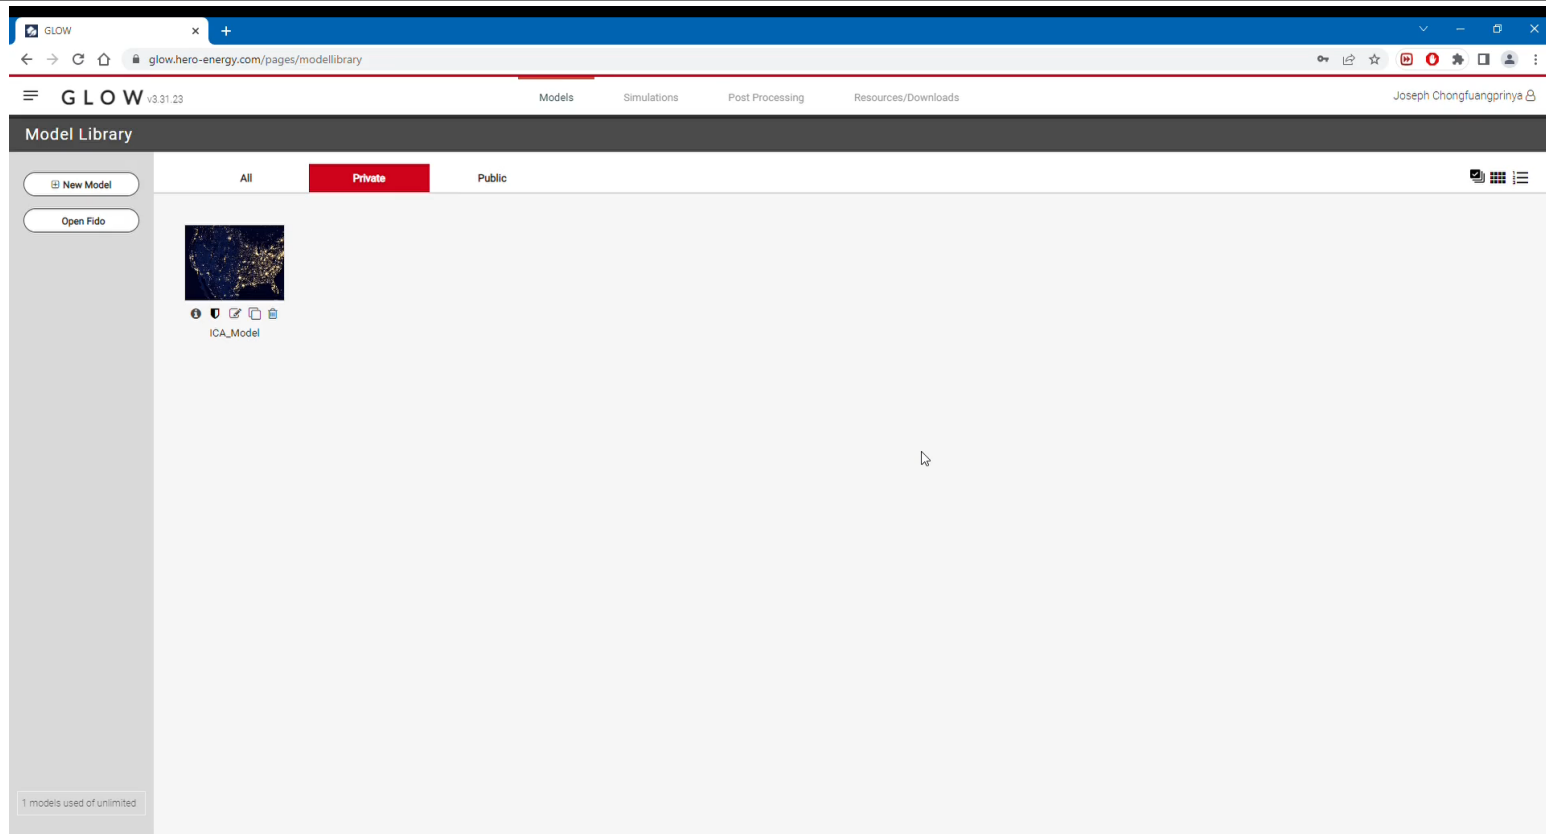 GLOW
glow.hero-energy.com/pages/modellibrary
GLOW v3.31.23
Models
Simulations
Post Processing
Resources/Downloads
Joseph Chongfuangprinya
Model Library
New Model
Open Fido
All
Private
Public
ICA_Model
1 models used of unlimited